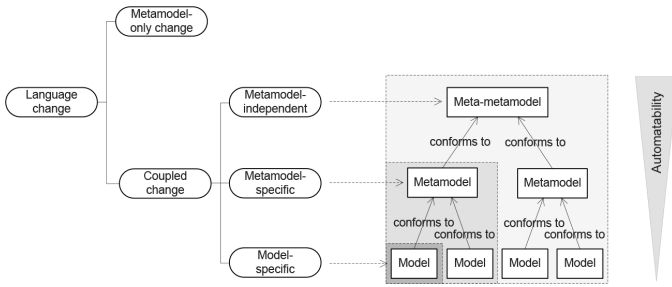 Metamodel-
only change
Language
change
Metamodel-
independent
Meta-metamodel
conforms to
conforms to
Coupled
change
Metamodel-
specific
Metamodel
Metamodel
conforms to
conforms to
conforms to
conforms to
Model-
specific
Model
Model
Model
Model
Automatability